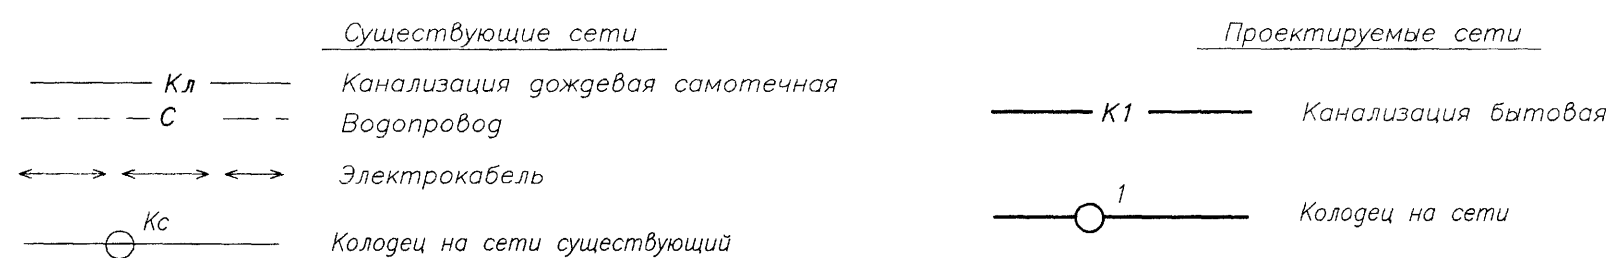 Существующие сети
Кл Канализация дождевая самотечная
С Водопровод
Электрокабель
Кс
Колодец на сети существующий
Проектируемые сети
К1 Канализация бытовая
1
Колодец на сети